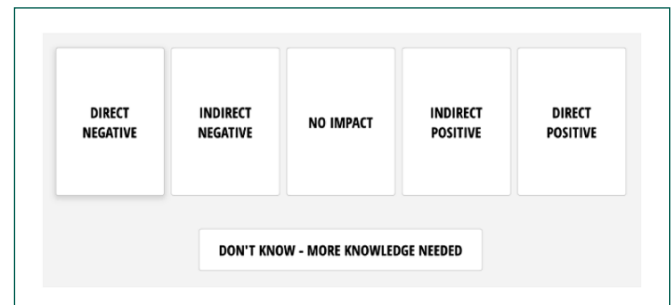 DIRECT
NEGATIVE
INDIRECT
NEGATIVE
NO IMPACT
INDIRECT
POSITIVE
DIRECT
POSITIVE
DON'T KNOW - MORE KNOWLEDGE NEEDED